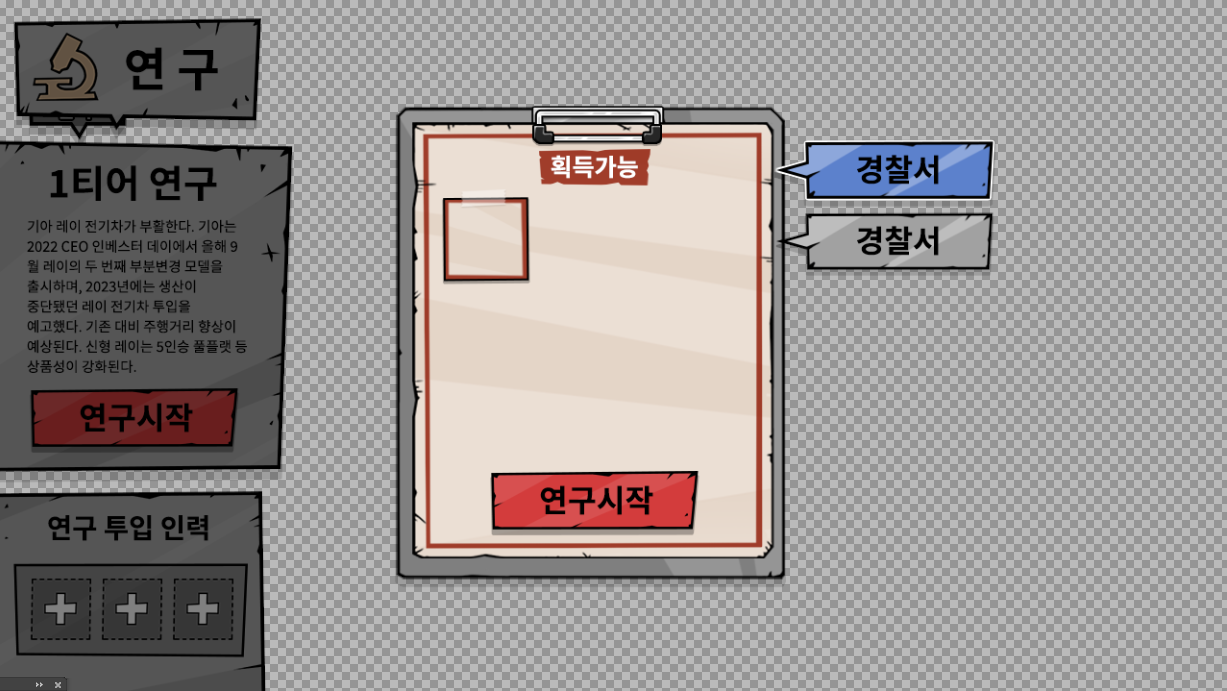 연구
1티어 연구
기아 레이 전기차가 부활한다. 기아는
2022 CEO 인베스터 데이에서 올해 9
월 레이의 두 번째 부분변경 모델을
출시하며, 2023년에는 생산이
중단됐던 레이 전기차 투입을
예고했다. 기존 대비 주행거리 향상이
예상된다. 신형 레이는 5인승 풀플랫 등
상품성이 강화된다.
연구시작
연구 투입 인력
획득가능
연구시작
경찰서
경찰서